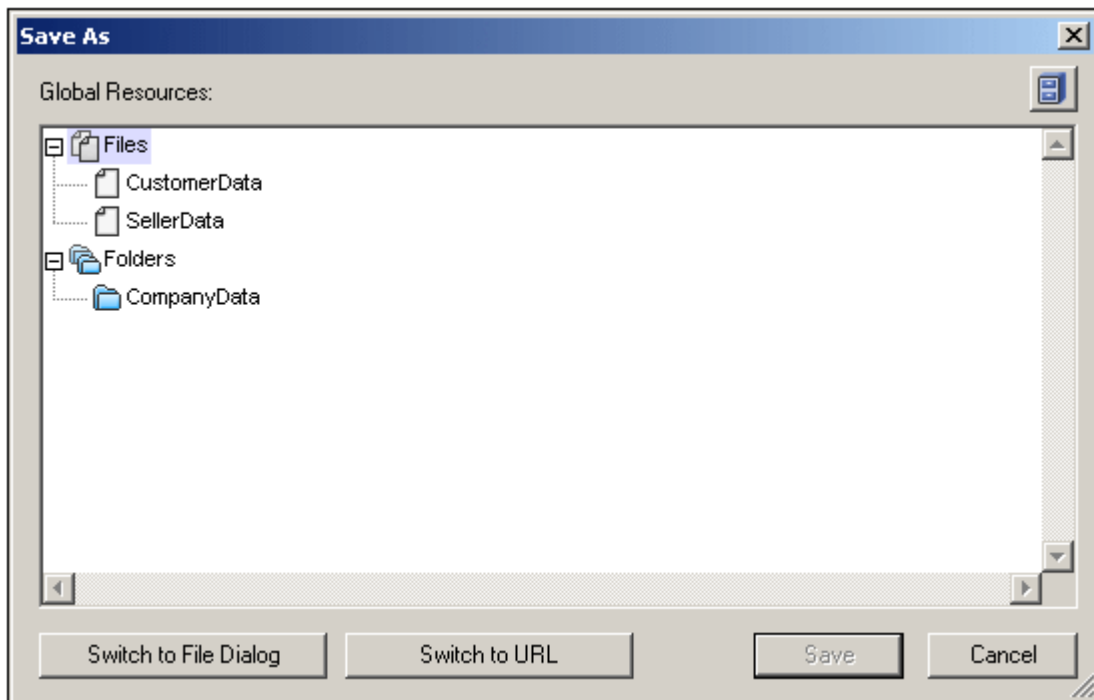 Save As
Global Resources:
Files
CustomerData
SellerData
Folders
CompanyData
Switch to File Dialog
Switch to URL
Save
Cancel